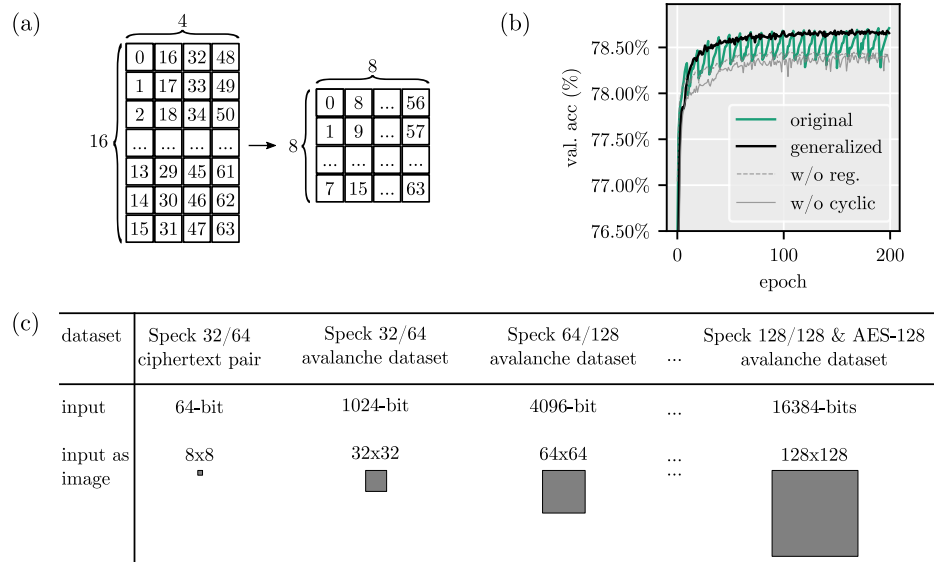 (a)
4
16
0 16 32 48
1 17 33 49
2 18 34 50
... ... ... ...
13 29 45 61
14 30 46 62
15 31 47 63
8
8
0 8 ... 56
1 9 ... 57
... ... ... ...
7 15 ... 63
(b)
val. acc (%)
78.50%
78.00%
77.50%
77.00%
76.50%
original
generalized
w/o reg.
w/o cyclic
0 100 200
epoch
(c)
dataset
Speck 32/64
ciphertext pair
Speck 32/64
avalanche dataset
Speck 64/128
avalanche dataset
...
Speck 128/128 & AES-128
avalanche dataset
input 64-bit 1024-bit 4096-bit ... 16384-bits
input as
image
8x8 32x32 64x64 ... 128x128
...